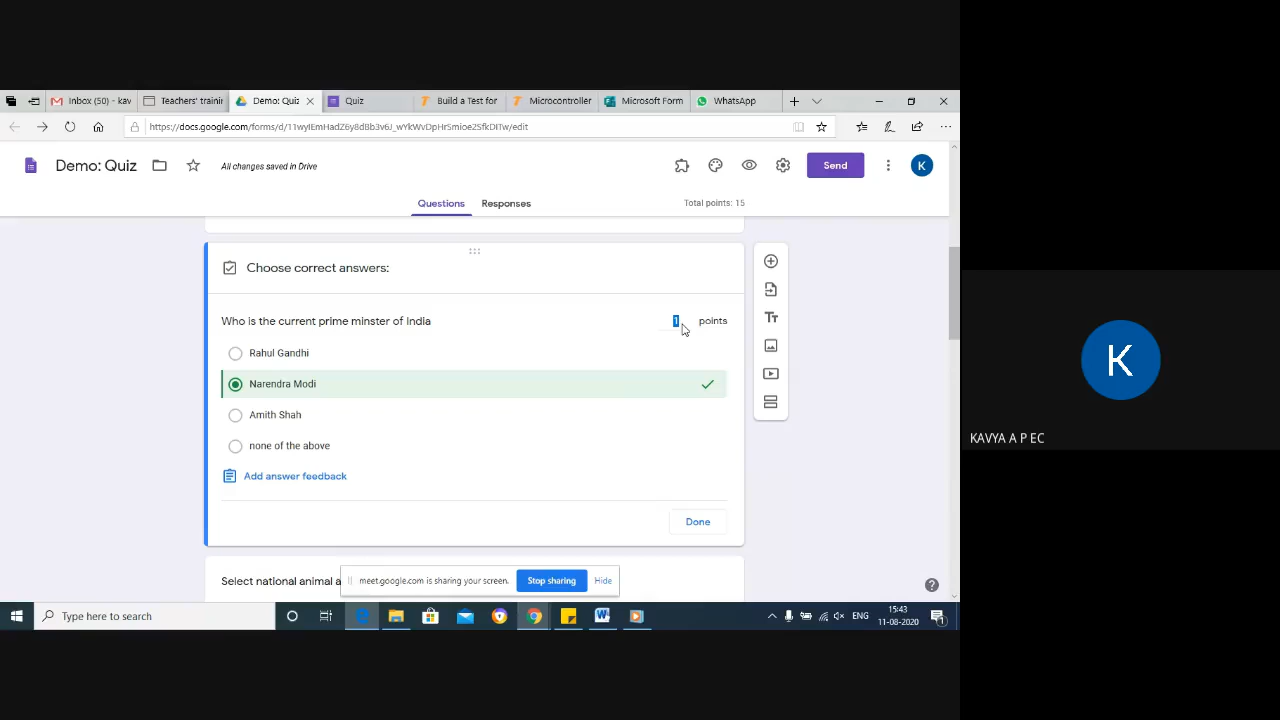 Inbox (50) - kav
Teachers' trainin
Demo: Quiz
Quiz
Build a Test for
Microcontroller
Microsoft Form
WhatsApp
Demo: Quiz
All changes saved in Drive
Send
K
Questions
Responses
Total points: 15
Choose correct answers:
Who is the current prime minster of India
1
points
Rahul Gandhi
Narendra Modi
Amith Shah
none of the above
Add answer feedback
Done
Select national animal a
meet.google.com is sharing your screen.
Stop sharing
Hide
K
KAVYA A P EC
Type here to search
ENG
15:43
11-08-2020